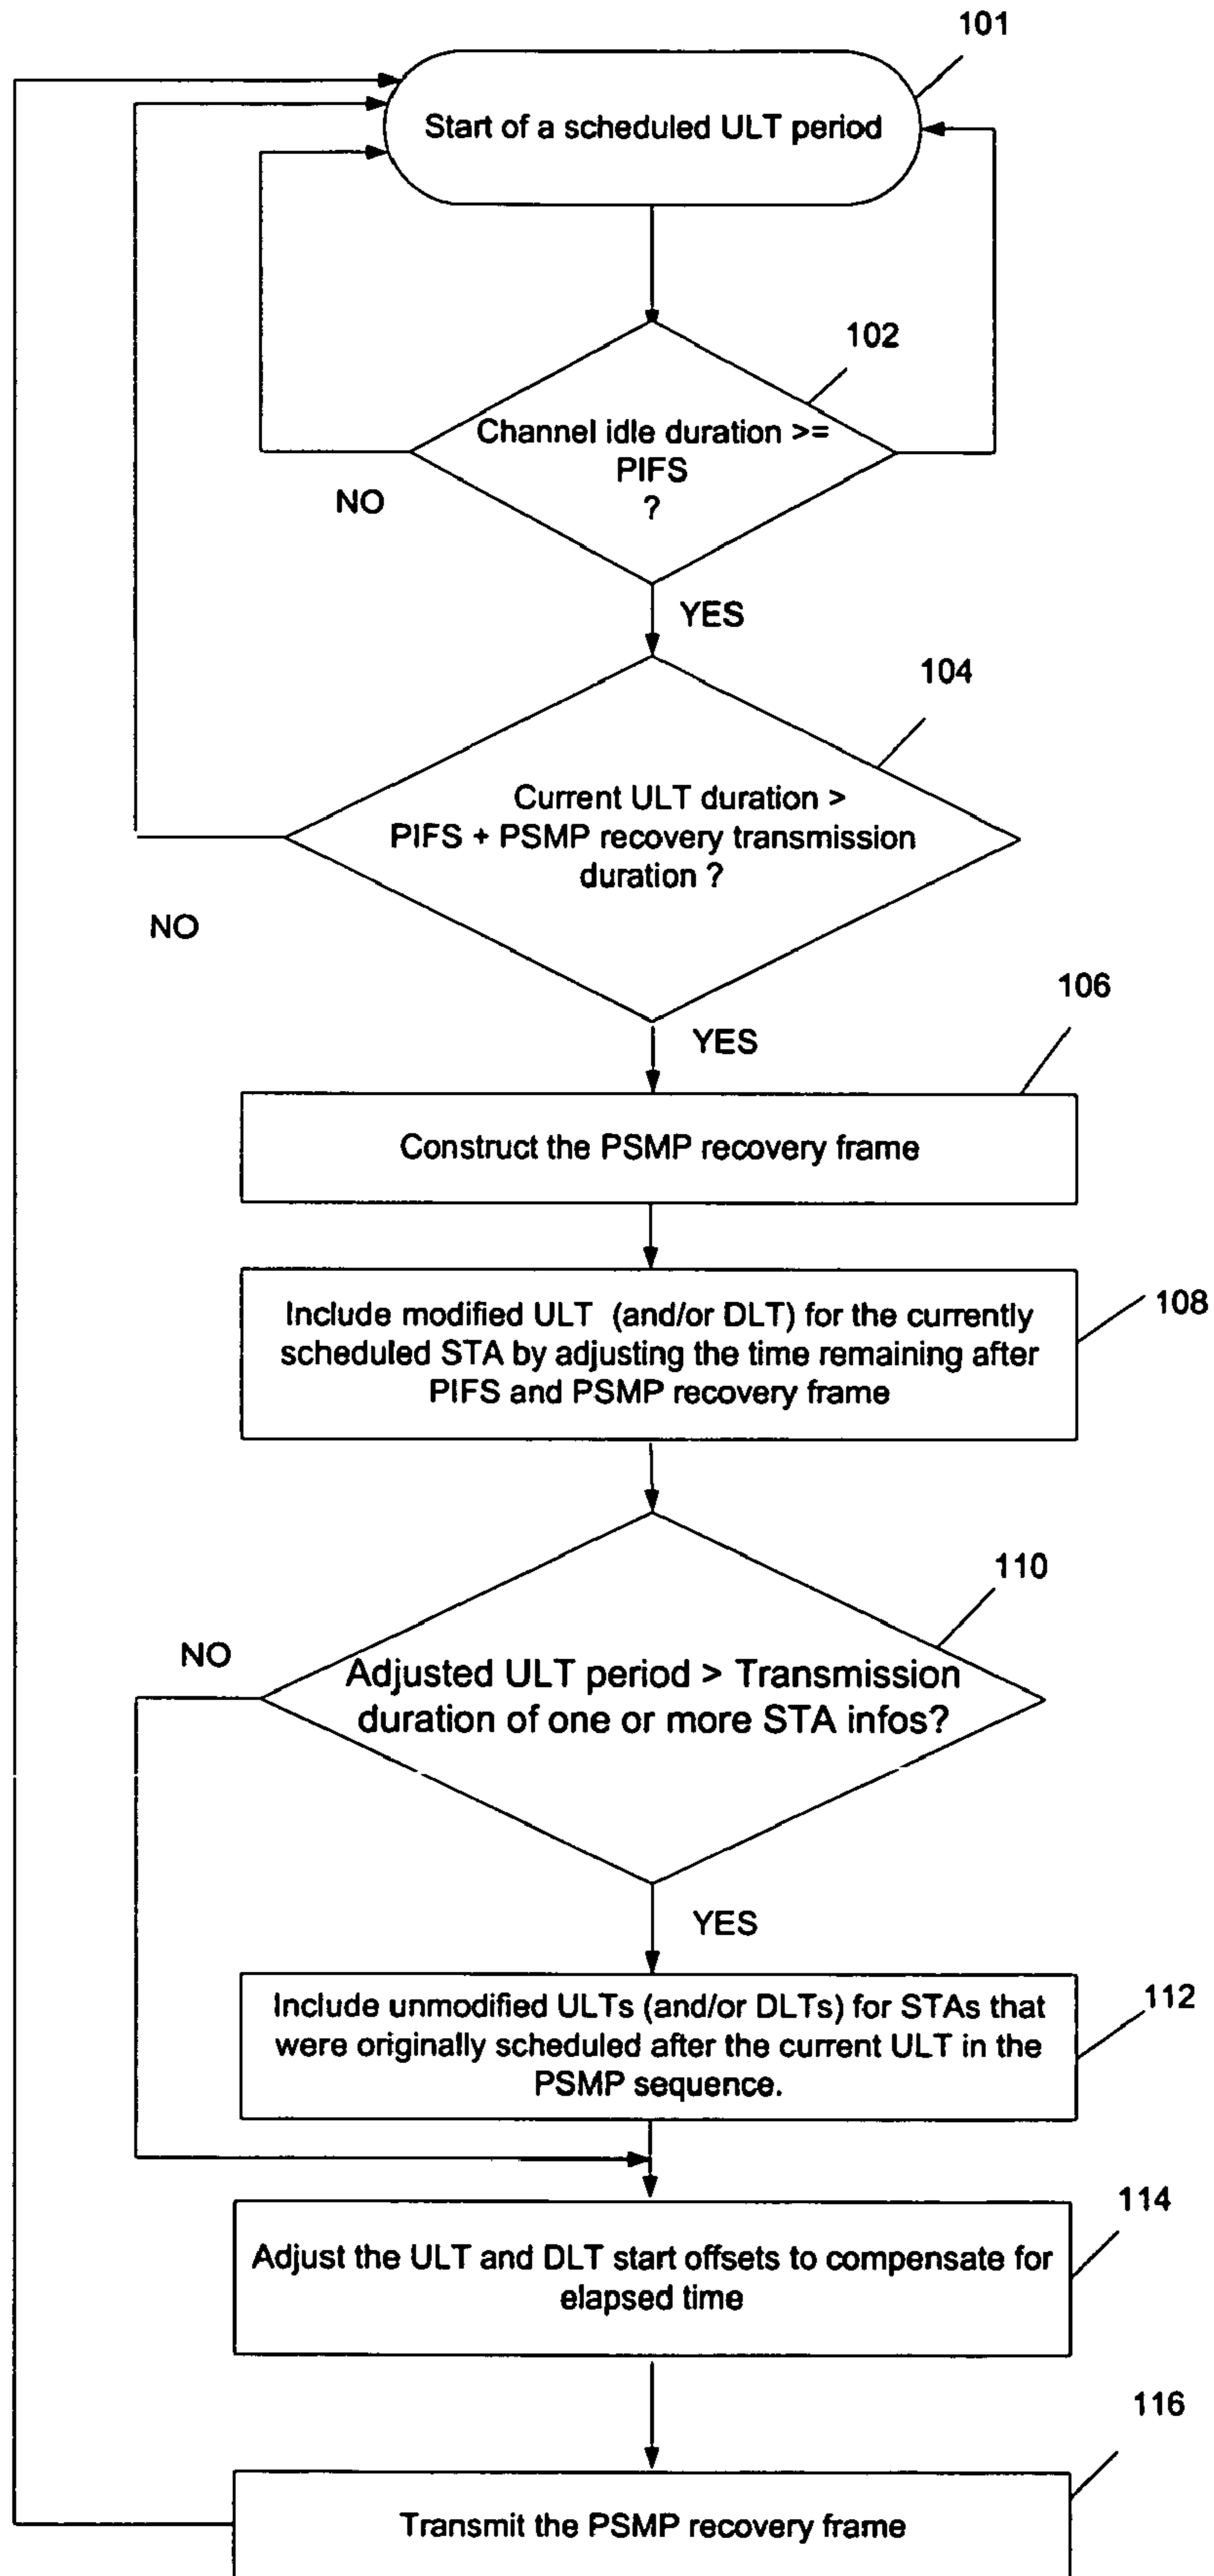 101
Start of a scheduled ULT period
102
Channel idle duration >=
PIFS
?
NO
YES
104
Current ULT duration >
PIFS + PSMP recovery transmission
duration ?
NO
YES
106
Construct the PSMP recovery frame
108
Include modified ULT (and/or DLT) for the currently
scheduled STA by adjusting the time remaining after
PIFS and PSMP recovery frame
110
NO
Adjusted ULT period > Transmission
duration of one or more STA infos?
YES
112
Include unmodified ULTs (and/or DLTs) for STAs that
were originally scheduled after the current ULT in the
PSMP sequence.
114
Adjust the ULT and DLT start offsets to compensate for
elapsed time
116
Transmit the PSMP recovery frame